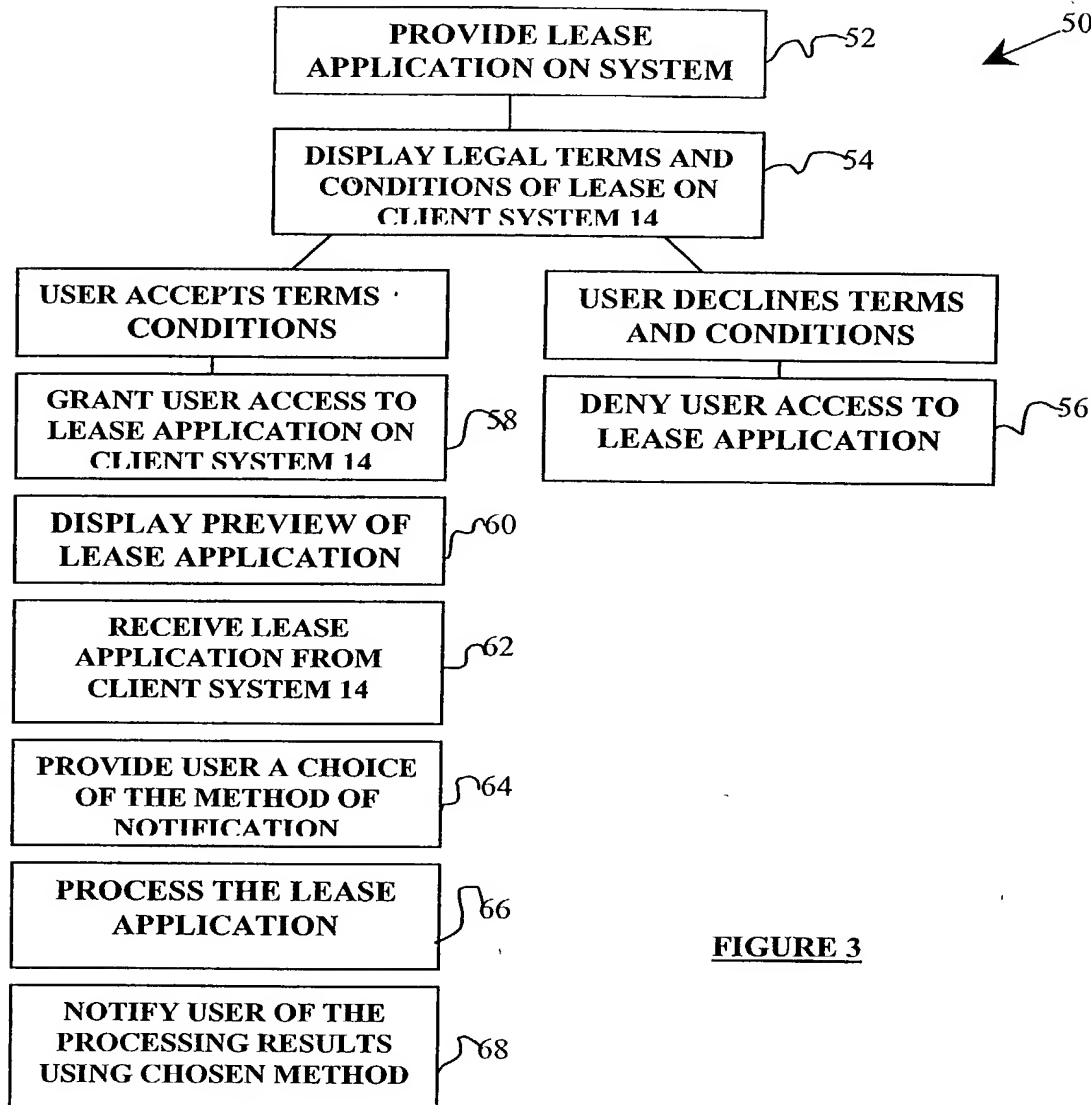 50
PROVIDE LEASE
APPLICATION ON SYSTEM
52
DISPLAY LEGAL TERMS AND
CONDITIONS OF LEASE ON
CLIENT SYSTEM 14
54
USER ACCEPTS TERMS
CONDITIONS
USER DECLINES TERMS
AND CONDITIONS
GRANT USER ACCESS TO
LEASE APPLICATION ON
CLIENT SYSTEM 14
58
DENY USER ACCESS TO
LEASE APPLICATION
56
DISPLAY PREVIEW OF
LEASE APPLICATION
60
RECEIVE LEASE
APPLICATION FROM
CLIENT SYSTEM 14
62
PROVIDE USER A CHOICE
OF THE METHOD OF
NOTIFICATION
64
PROCESS THE LEASE
APPLICATION
66
NOTIFY USER OF THE
PROCESSING RESULTS
USING CHOSEN METHOD
68
FIGURE 3